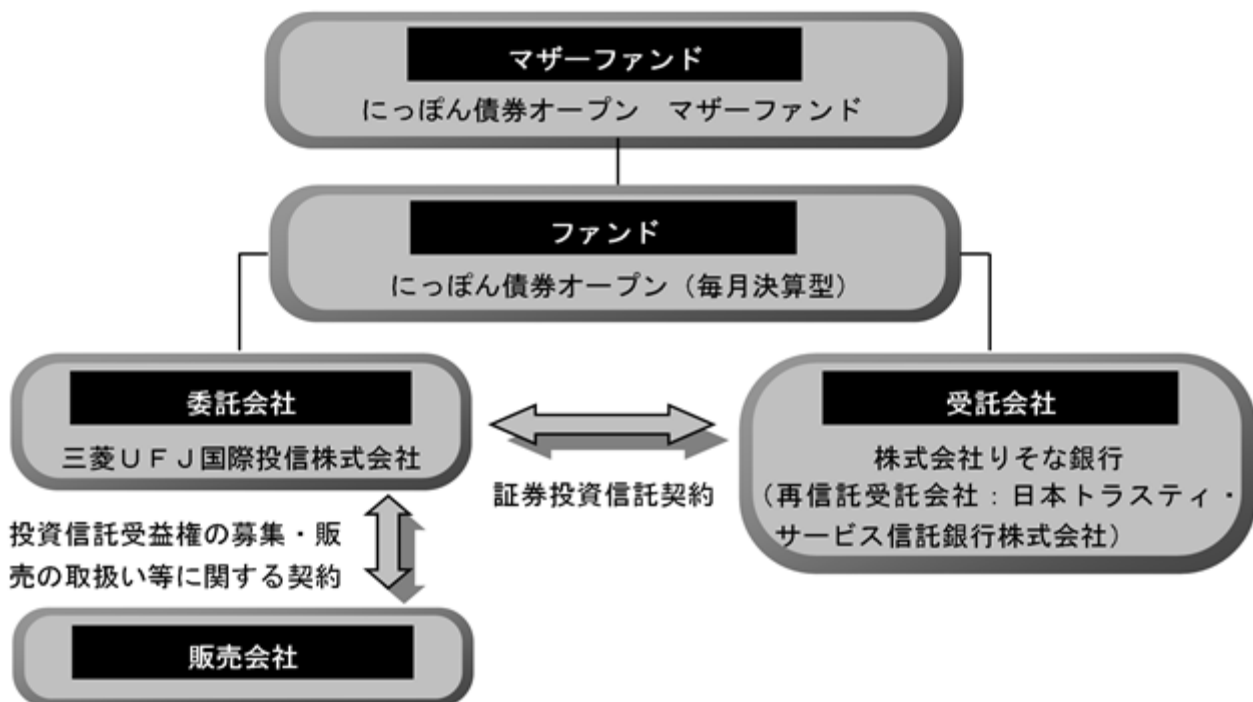 マザーファンド
にっぽん債券オープン　マザーファンド
ファンド
にっぽん債券オープン（毎月決算型）
委託会社
三菱ＵＦＪ国際投信株式会社
証券投資信託契約
受託会社
株式会社りそな銀行
（再信託受託会社：日本トラスティ・
サービス信託銀行株式会社）
投資信託受益権の募集・販
売の取扱い等に関する契約
販売会社